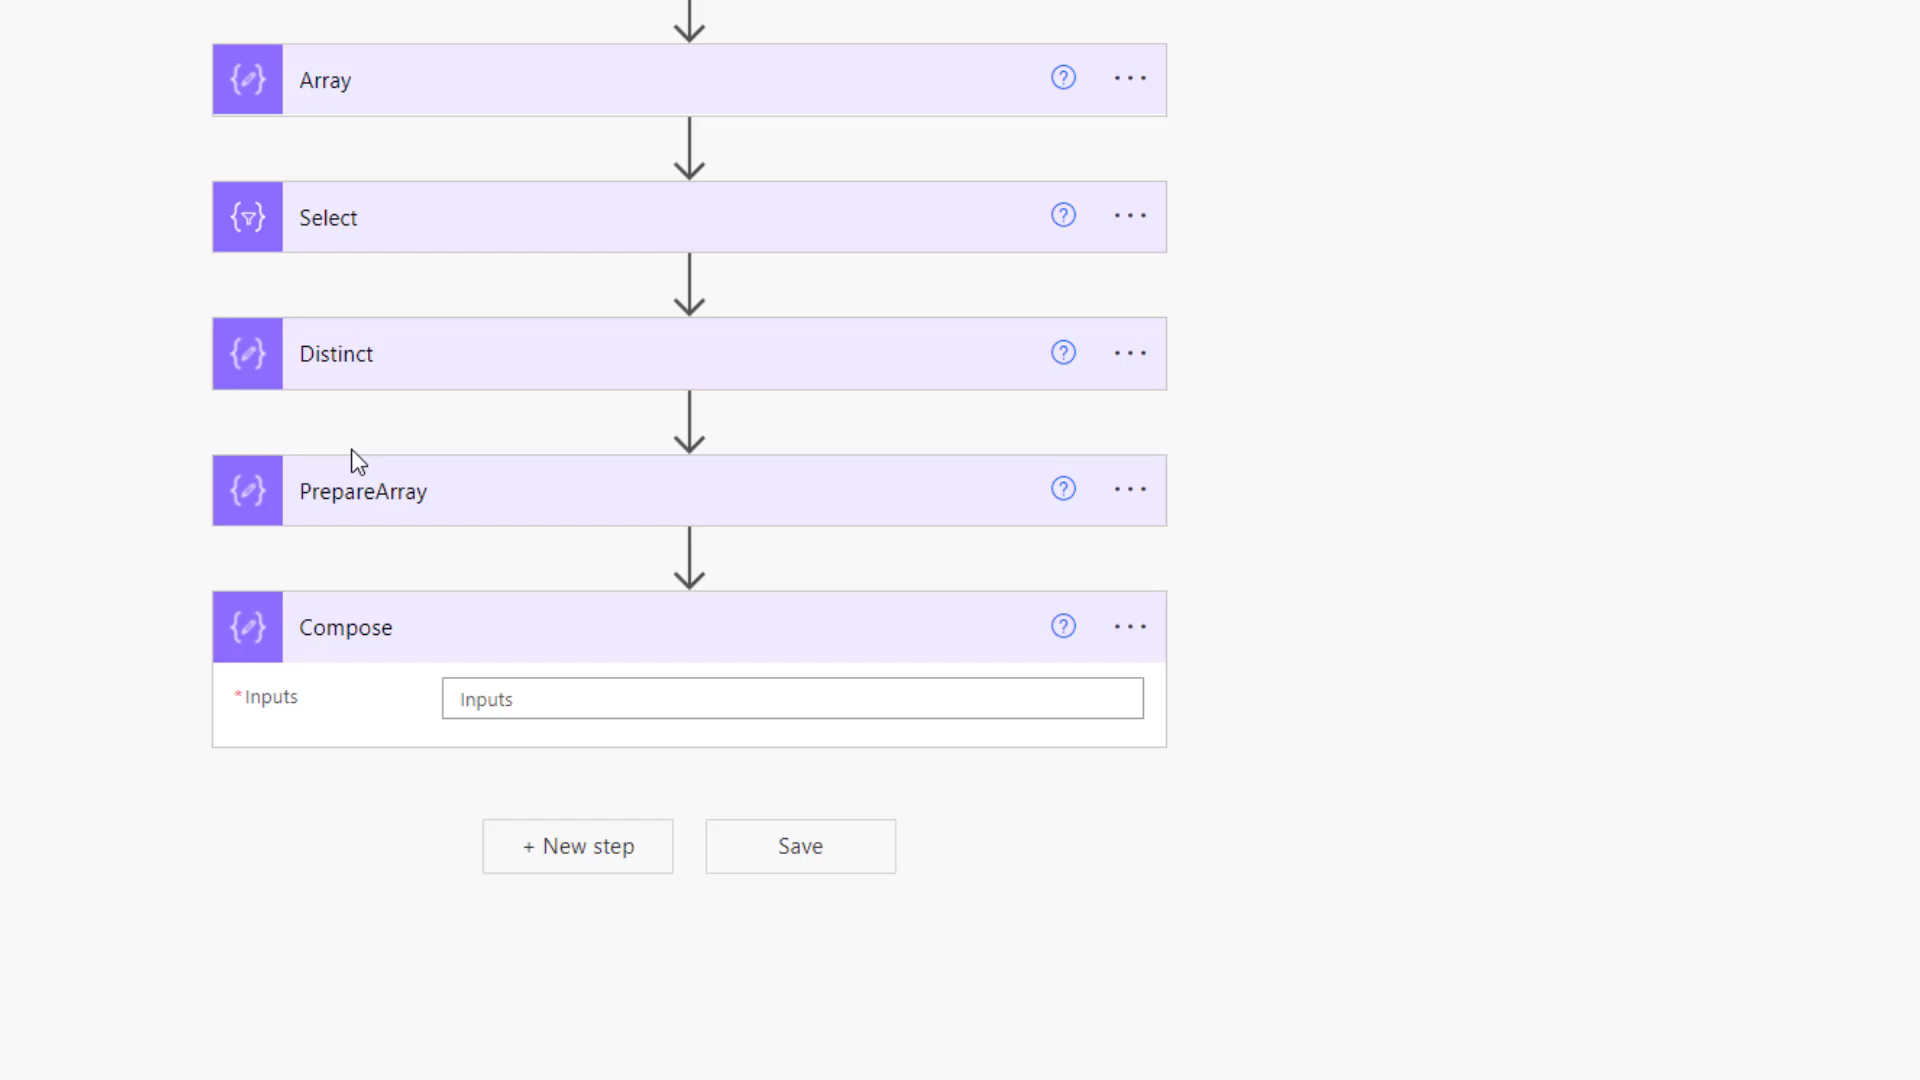 Array
Select
Distinct
PrepareArray
Compose
*Inputs
Inputs
+ New step
Save